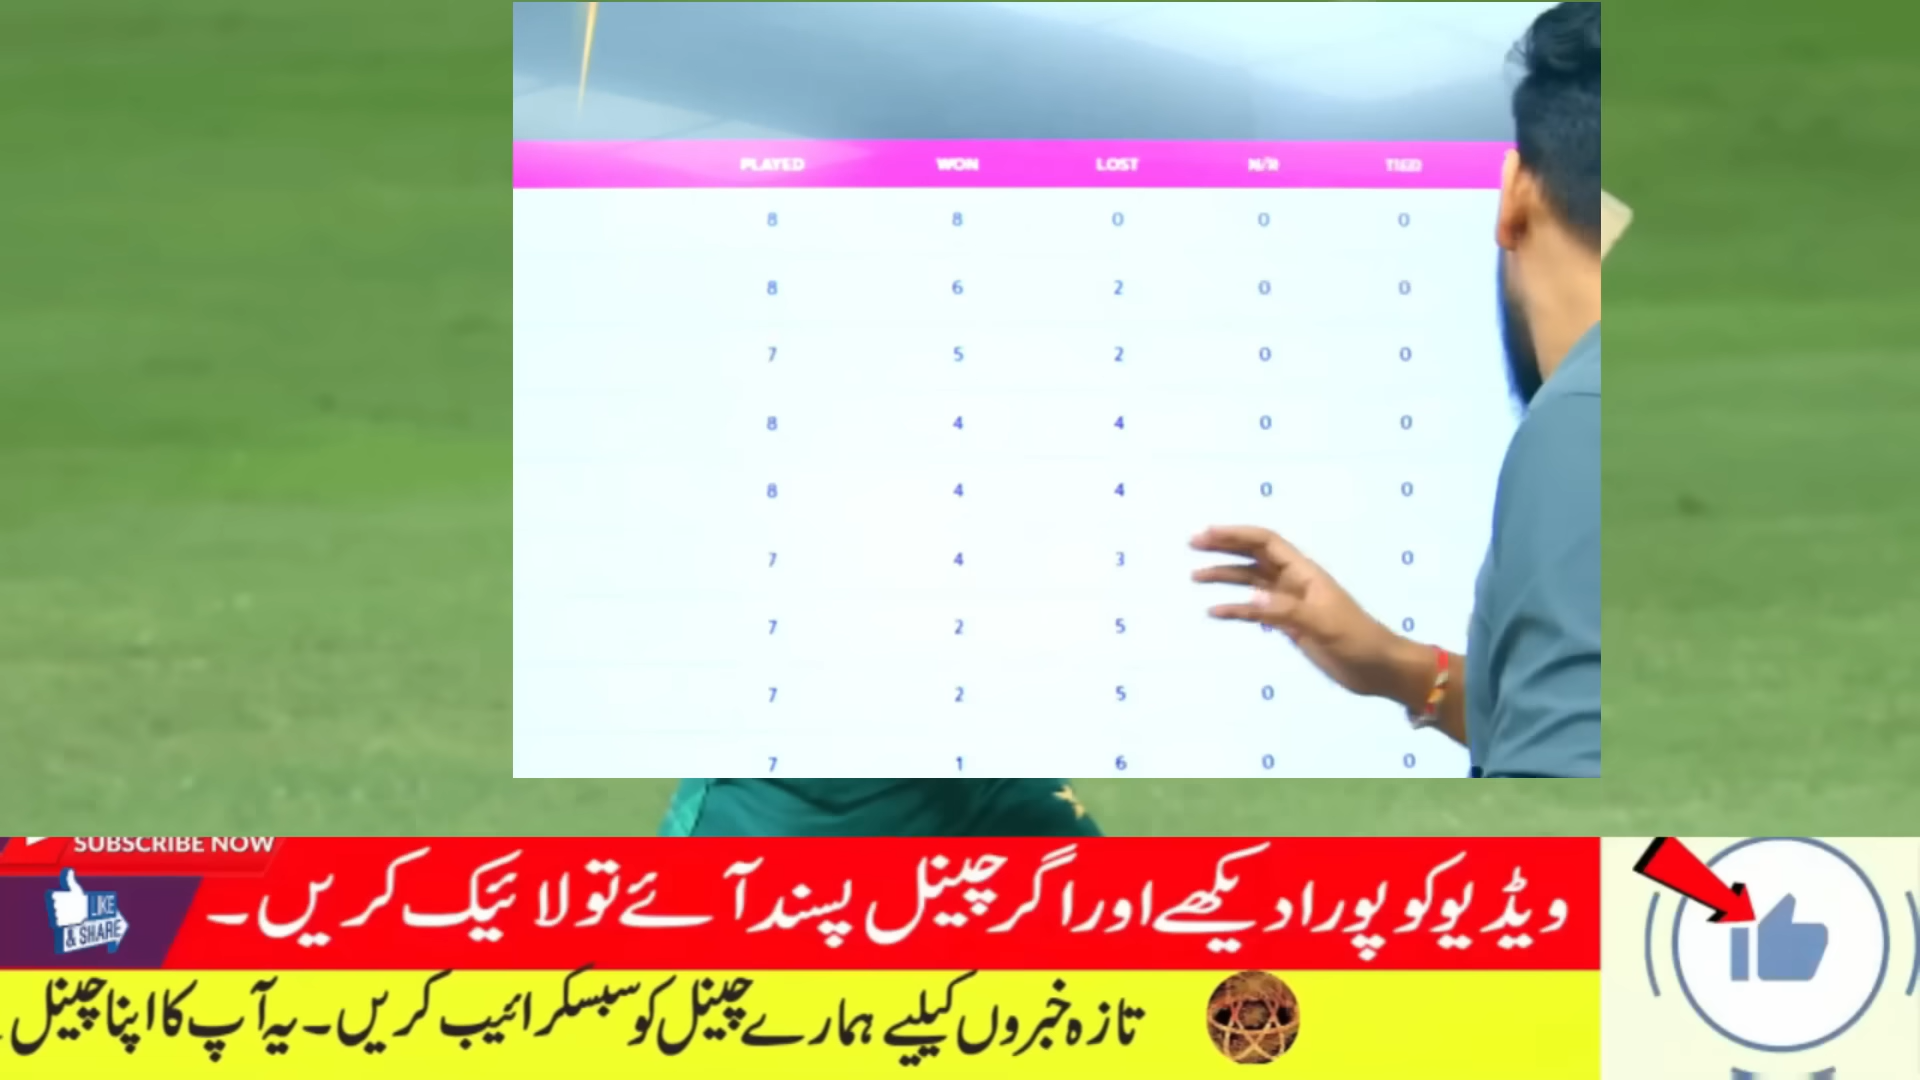 PLAYED WON LOST N/R TIED
8 8 0 0 0
8 6 2 0 0
7 5 2 0 0
8 4 4 0 0
8 4 4 0 0
7 4 3 0
7 2 5 0
7 2 5 0
7 1 6 0 0
SUBSCRIBE NOW
LIKE
& SHARE
ویڈیو کو پورا دیکھے اور اگر چینل پسند آئے تو لائیک کریں۔
تازہ خبروں کیلیے ہمارے چینل کو سبسکرائیب کریں۔ یہ آپ کا اپنا چینل